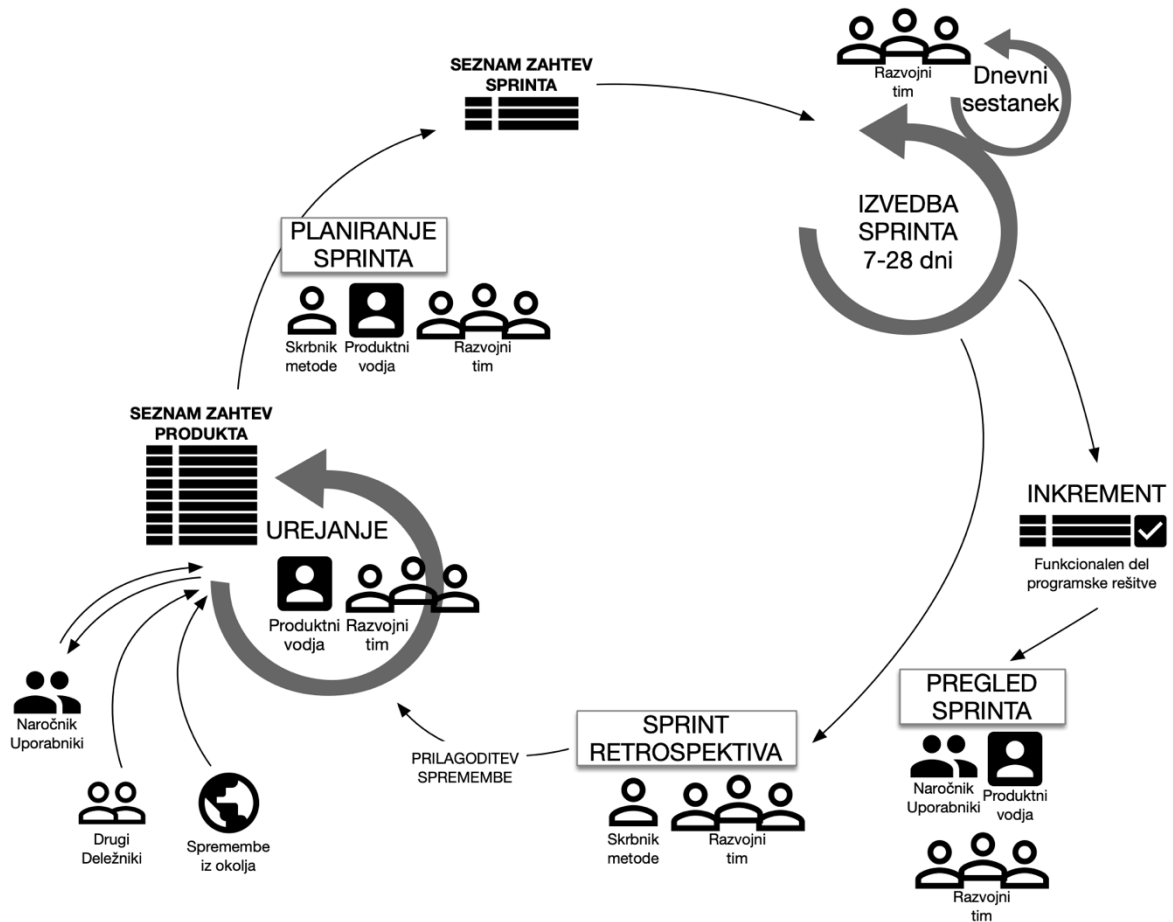 SEZNAM ZAHTEV
SPRINTA
Razvojni
tim
Dnevni
sestanek
IZVEDBA
SPRINTA
7-28 dni
PLANIRANJE
SPRINTA
Skrbnik
metode
Produktni
vodja
Razvojni
tim
SEZNAM ZAHTEV
PRODUKTA
UREJANJE
Produktni
vodja
Razvojni
tim
Naročnik
Uporabniki
Drugi
Deležniki
Spremembe
iz okolja
INKREMENT
Funkcionalen del
programske rešitve
PREGLED
SPRINTA
Naročnik
Uporabniki
Produktni
vodja
Razvojni
tim
SPRINT
RETROSPEKTIVA
Skrbnik
metode
Razvojni
tim
PRILAGODITEV
SPREMEMBE